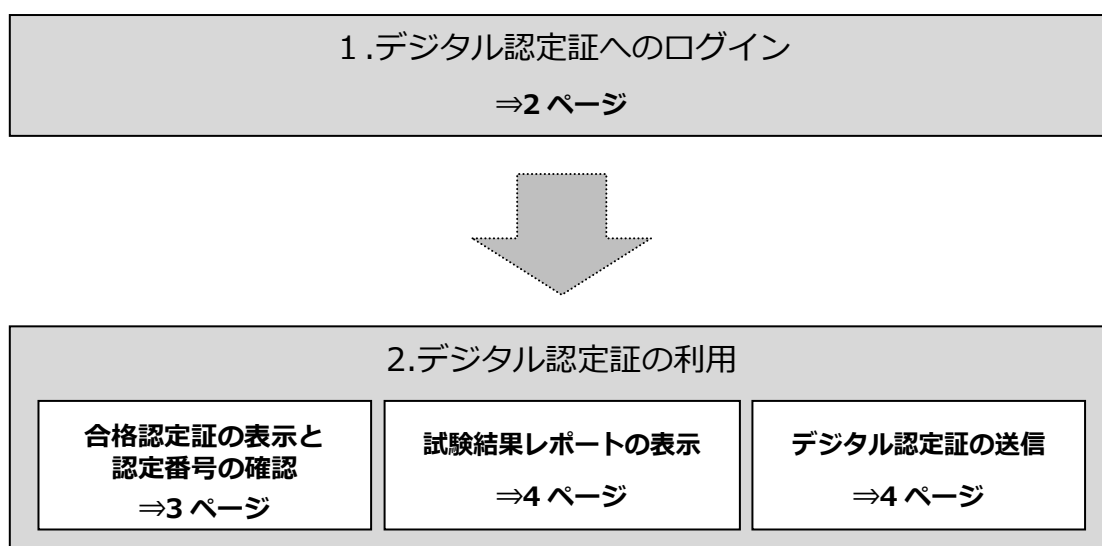 １.デジタル認定証へのログイン
⇒2 ページ
2.デジタル認定証の利用
合格認定証の表示と
認定番号の確認
⇒3 ページ
試験結果レポートの表示
⇒4 ページ
デジタル認定証の送信
⇒4 ページ